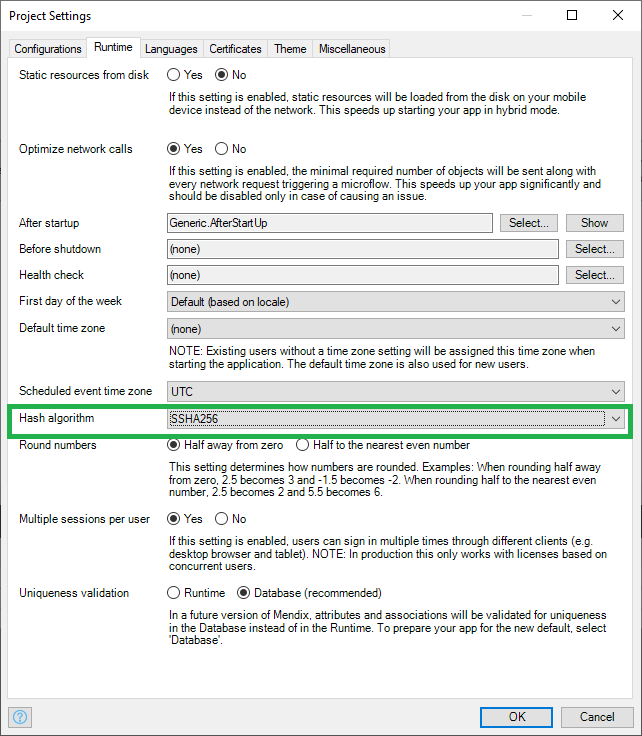 Project Settings
Configurations Runtime Languages Certificates Theme Miscellaneous
Static resources from disk Yes No
If this setting is enabled, static resources will be loaded from the disk on your mobile
device instead of the network. This speeds up starting your app in hybrid mode.
Optimize network calls Yes No
If this setting is enabled, the minimal required number of objects will be sent along with
every network request triggering a microflow. This speeds up your app significantly and
should be disabled only in case of causing an issue.
After startup Generic.AfterStartUp Select... Show
Before shutdown (none) Select...
Health check (none) Select...
First day of the week Default (based on locale)
Default time zone (none)
NOTE: Existing users without a time zone setting will be assigned this time zone when
starting the application. The default time zone is also used for new users.
Scheduled event time zone UTC
Hash algorithm SSHA256
Round numbers Half away from zero Half to the nearest even number
This setting determines how numbers are rounded. Examples: When rounding half away
from zero, 2.5 becomes 3 and -1.5 becomes -2. When rounding half to the nearest even
number, 2.5 becomes 2 and 5.5 becomes 6.
Multiple sessions per user Yes No
If this setting is enabled, users can sign in multiple times through different clients (e.g.
desktop browser and tablet). NOTE: In production this only works with licenses based on
concurrent users.
Uniqueness validation Runtime Database (recommended)
In a future version of Mendix, attributes and associations will be validated for uniqueness
in the Database instead of in the Runtime. To prepare your app for the new default, select
'Database'.
? OK Cancel